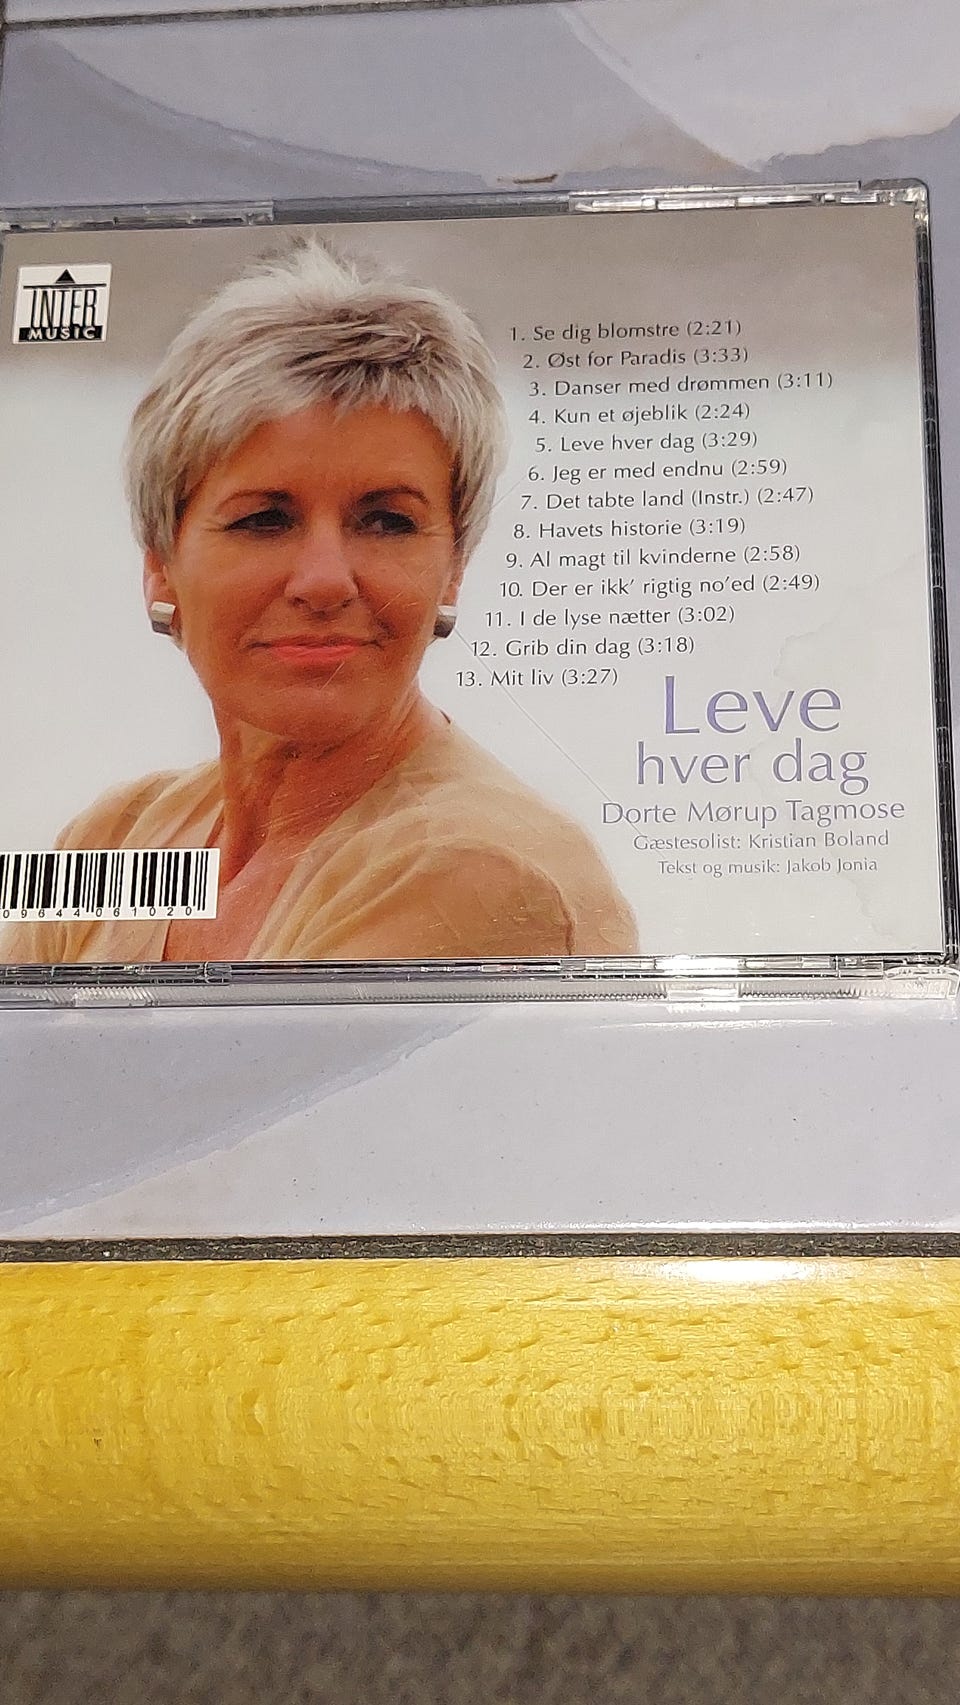 INTER
MUSIC
1. Se dig blomstre (2:21)
2. Øst for Paradis (3:33)
3. Danser med drømmen (3:11)
4. Kun et øjeblik (2:24)
5. Leve hver dag (3:29)
6. Jeg er med endnu (2:59)
7. Det tabte land (Instr.) (2:47)
8. Havets historie (3:19)
9. Al magt til kvinderne (2:58)
10. Der er ikk’ rigtig no’ed (2:49)
11. I de lyse nætter (3:02)
12. Grib din dag (3:18)
13. Mit liv (3:27)
Leve
hver dag
Dorte Mørup Tagmose
Gæstesolist: Kristian Boland
Tekst og musik: Jakob Jonia
09644061020